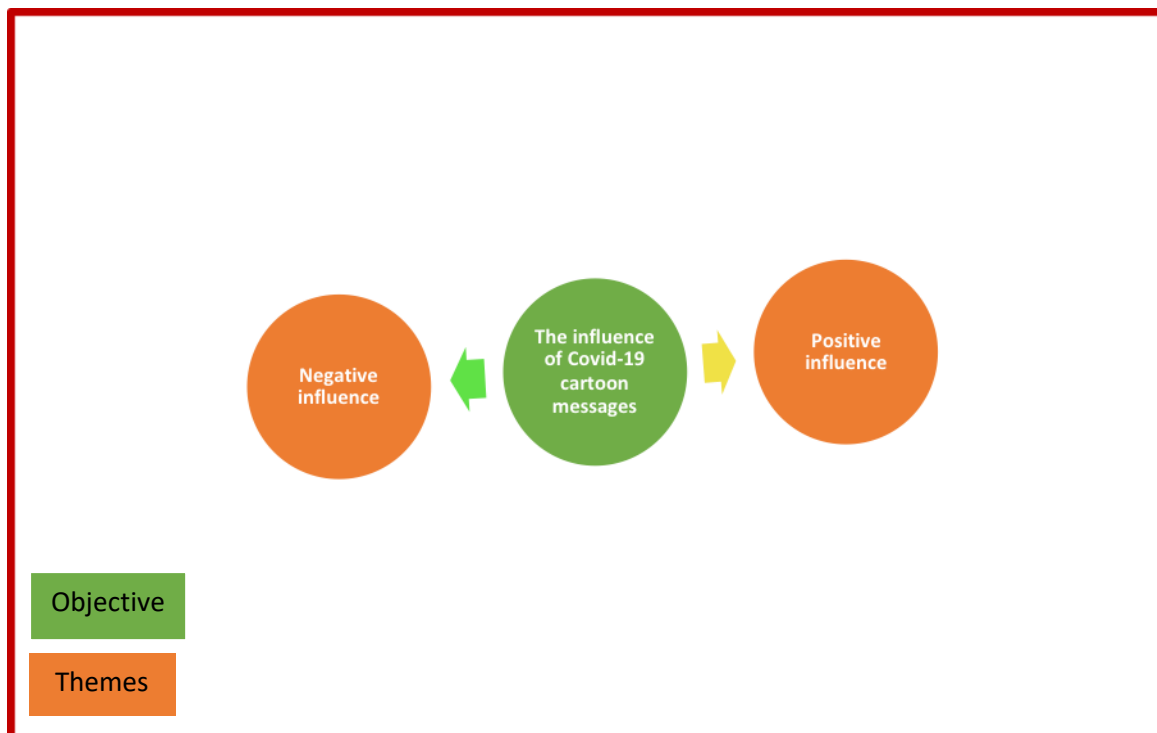 Negative
influence
The influence
of Covid-19
cartoon
messages
Positive
influence
Objective
Themes